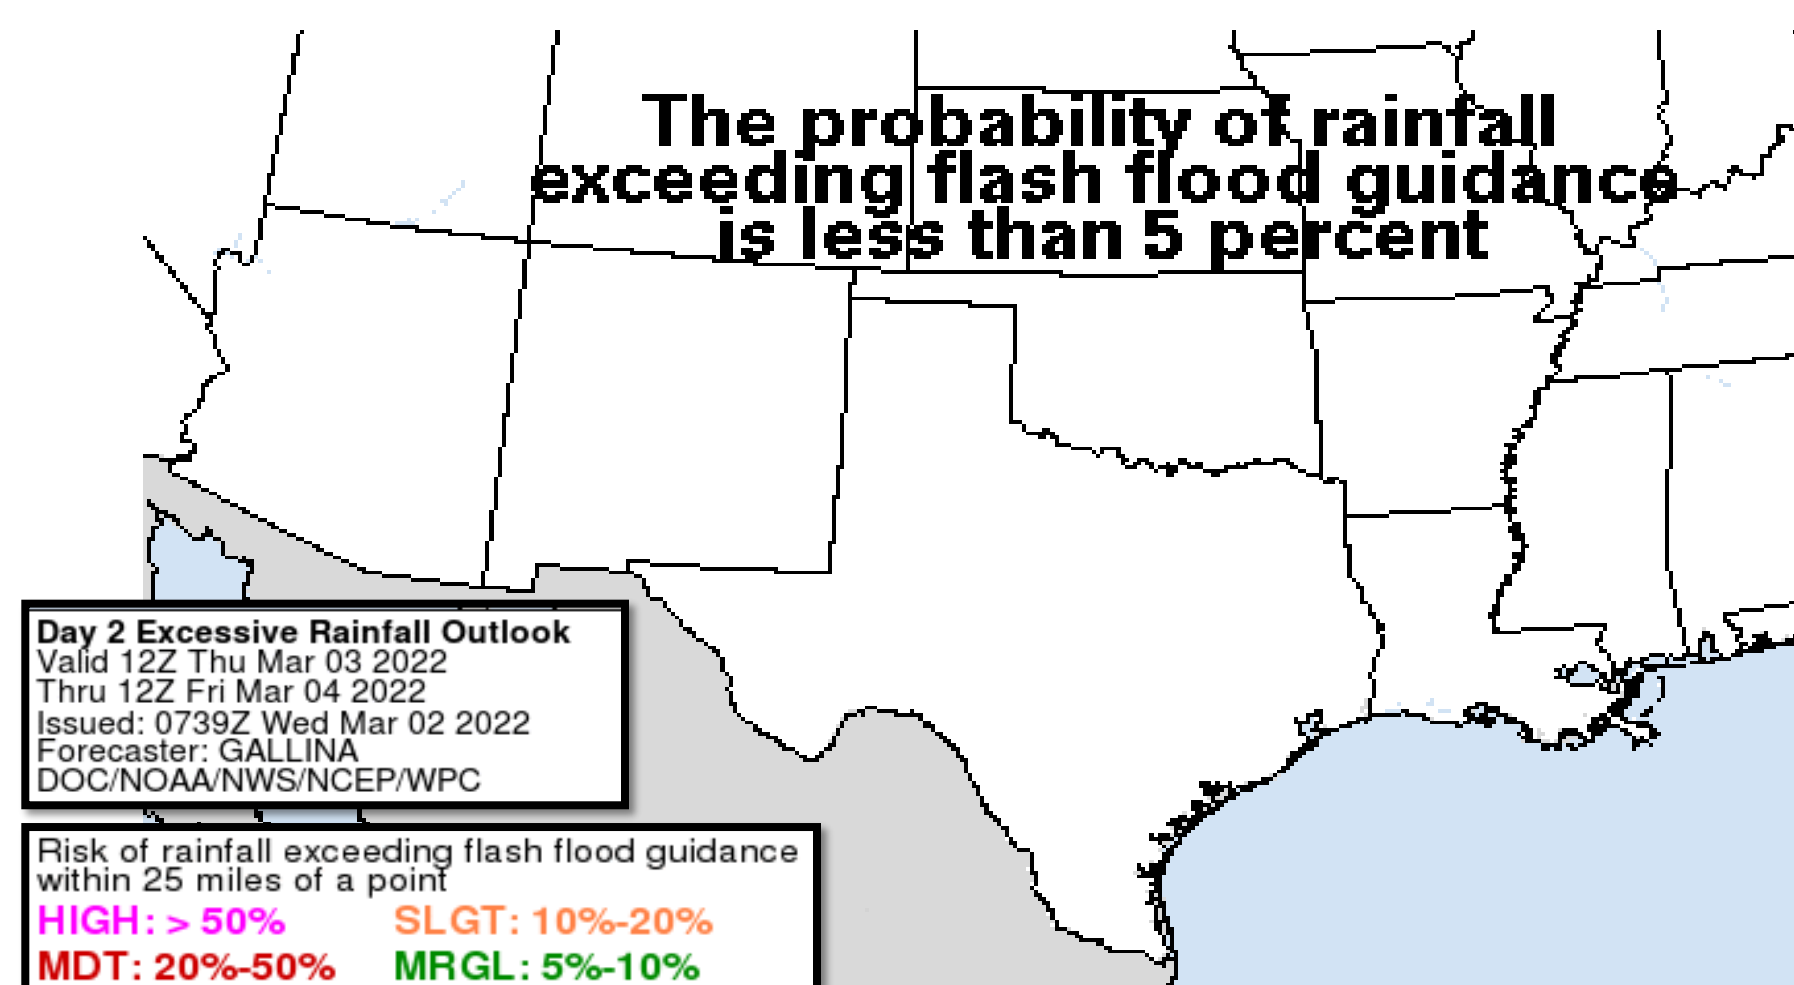 The probability of rainfall
exceeding flash flood guidance
is less than 5 percent
Day 2 Excessive Rainfall Outlook
Valid 12Z Thu Mar 03 2022
Thru 12Z Fri Mar 04 2022
Issued: 0739Z Wed Mar 02 2022
Forecaster: GALLINA
DOC/NOAA/NWS/NCEP/WPC
Risk of rainfall exceeding flash flood guidance
within 25 miles of a point
HIGH: > 50% SLGT: 10%-20%
MDT: 20%-50% MRGL: 5%-10%